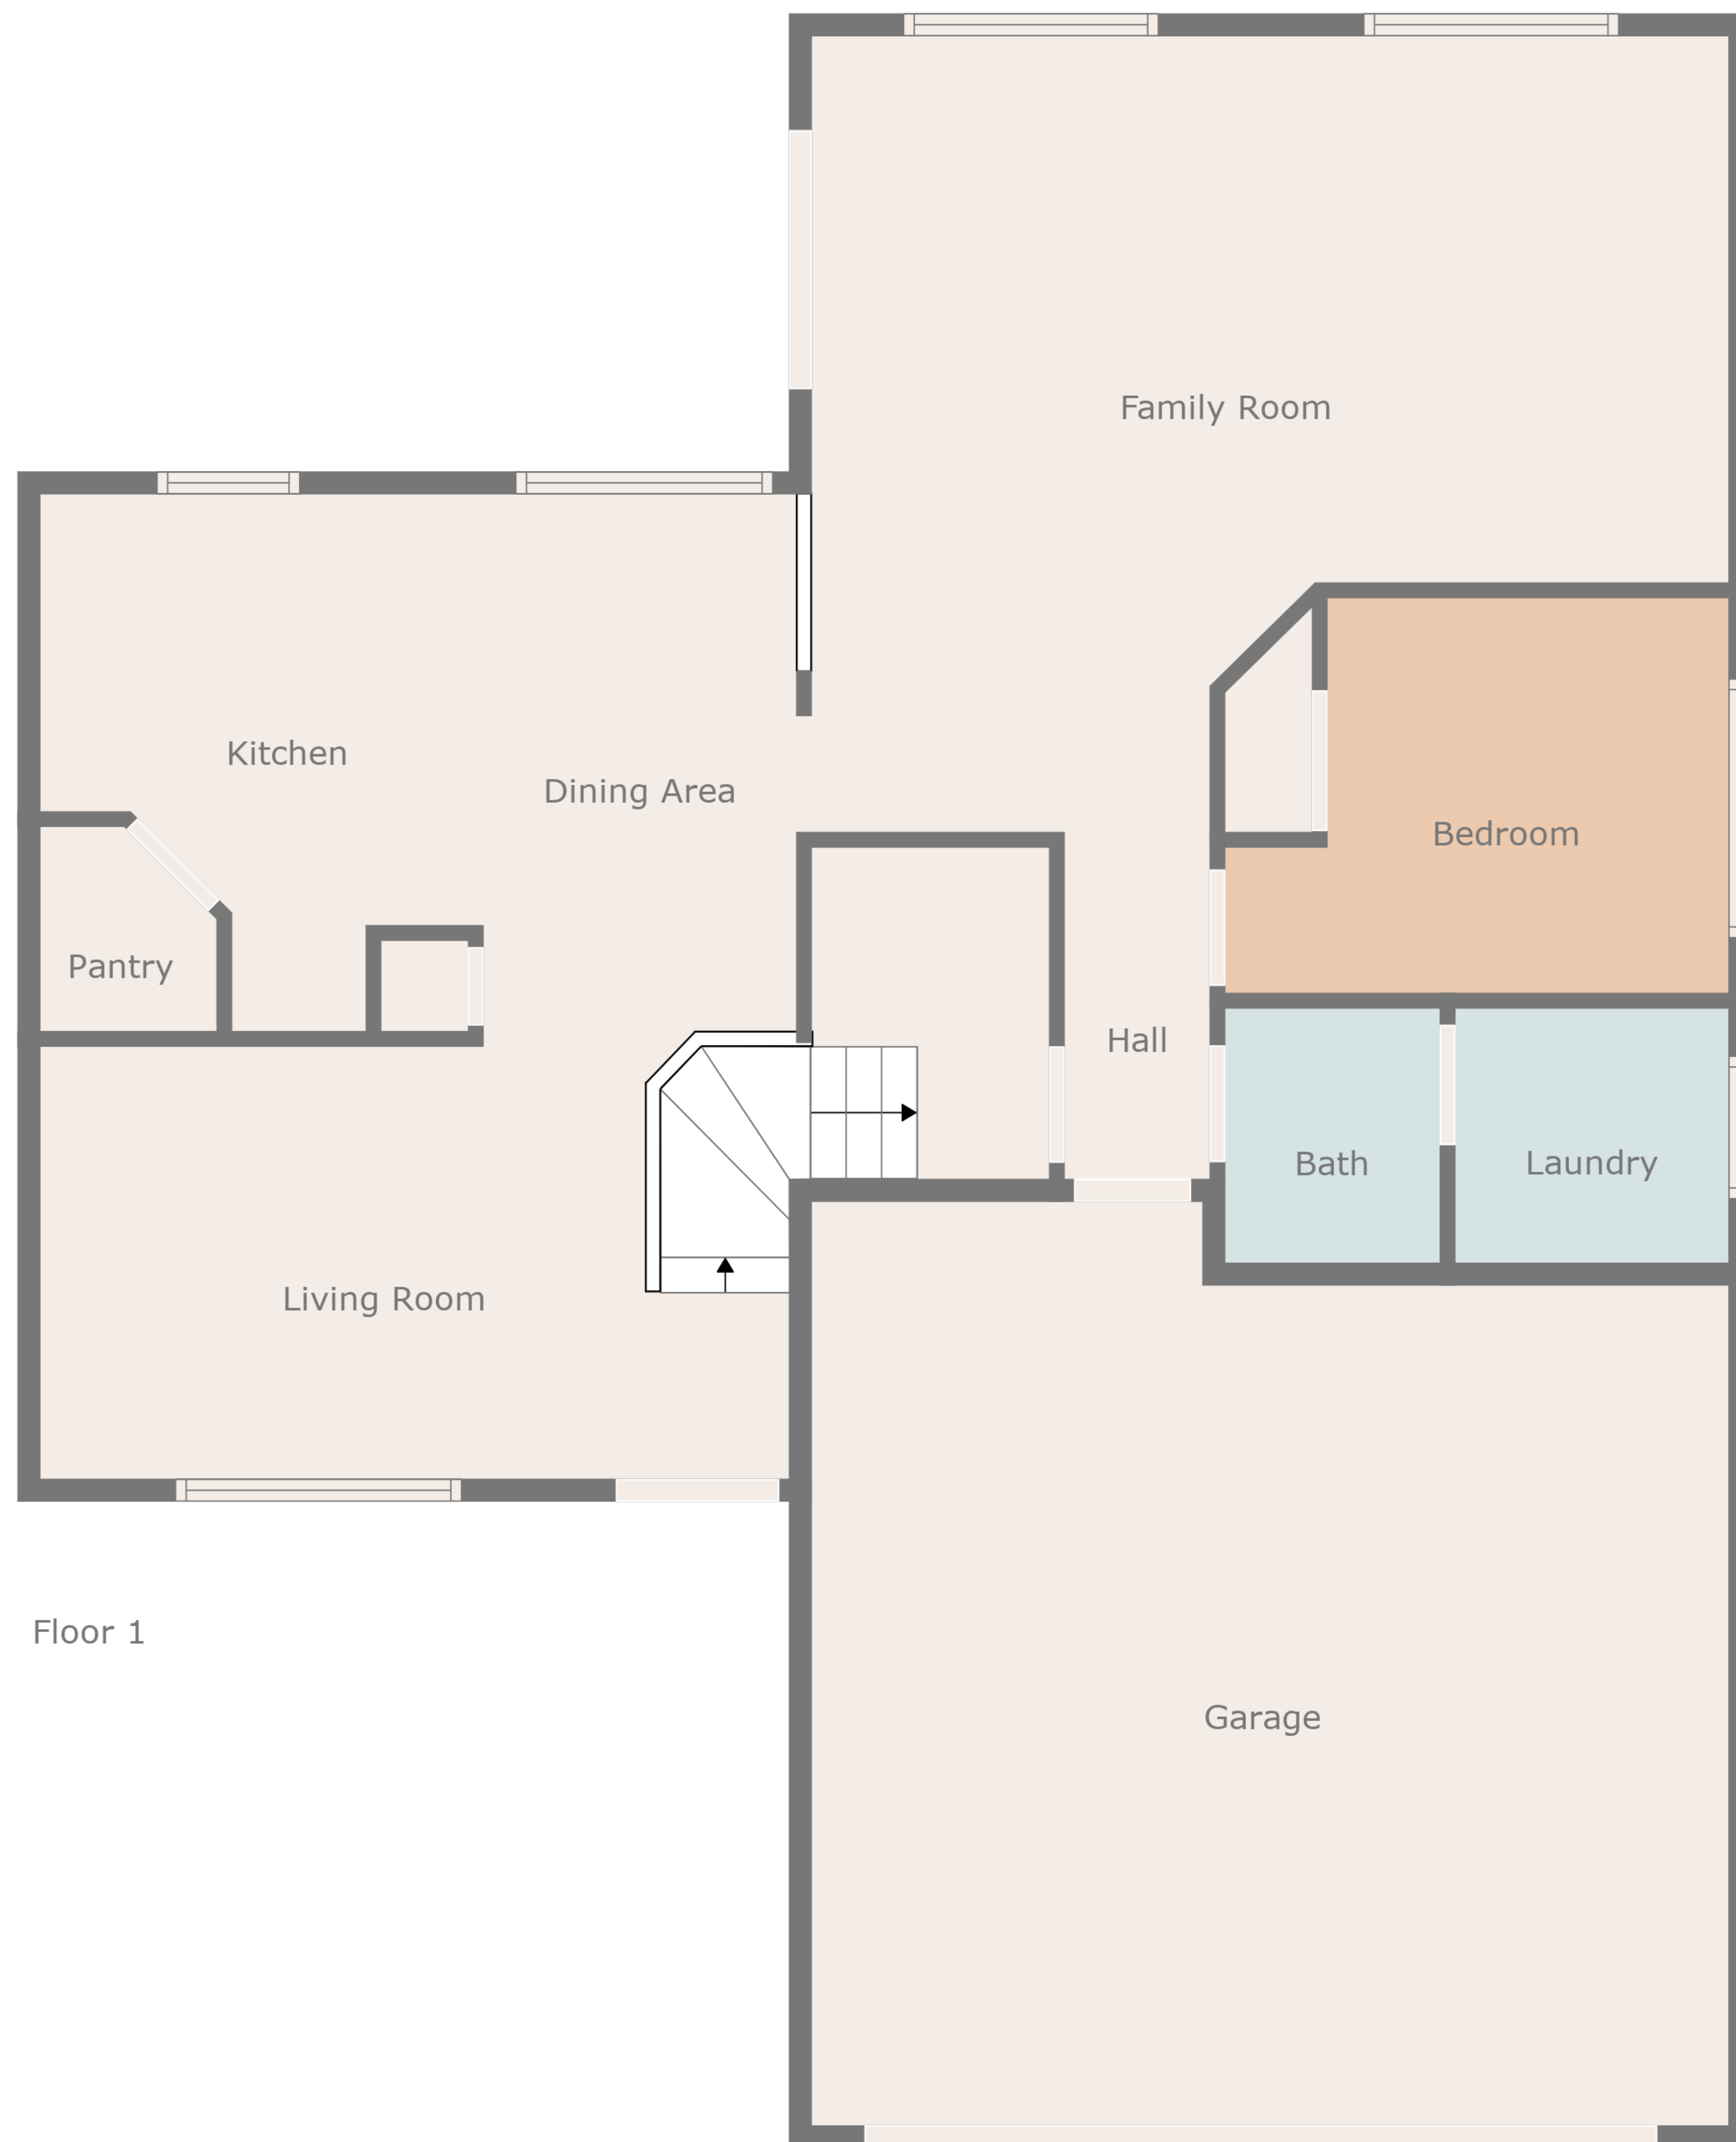 Family Room
Kitchen
Dining Area
Bedroom
Pantry
Hall
Bath
Laundry
Living Room
Floor 1
Garage